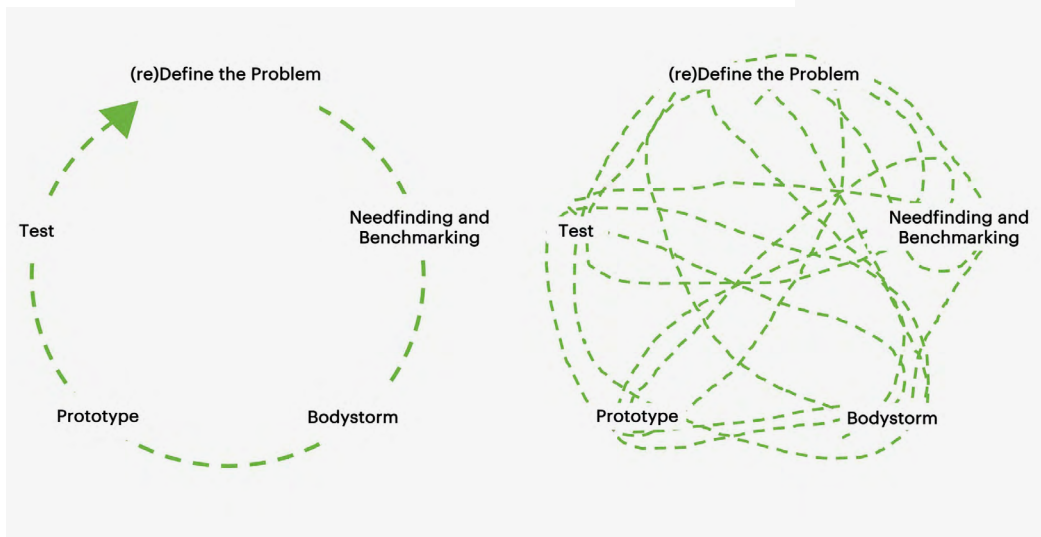 (re)Define the Problem
Needfinding and
Benchmarking
Bodystorm
Prototype
Test
(re)Define the Problem
Needfinding and
Benchmarking
Bodystorm
Prototype
Test